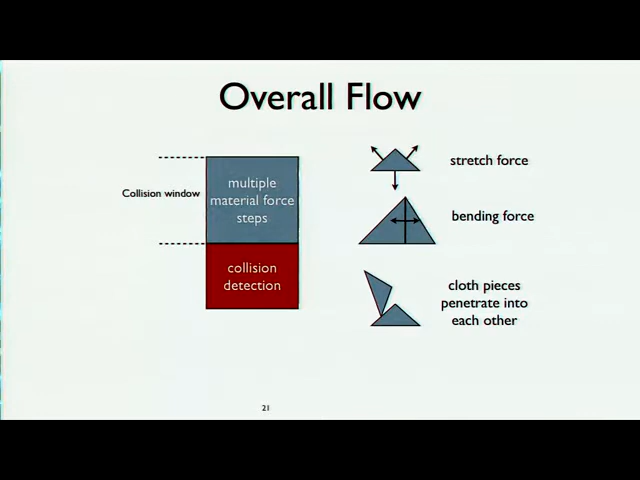 Overall Flow
Collision window
multiple
material force
steps
collision
detection
stretch force
bending force
cloth pieces
penetrate into
each other
21